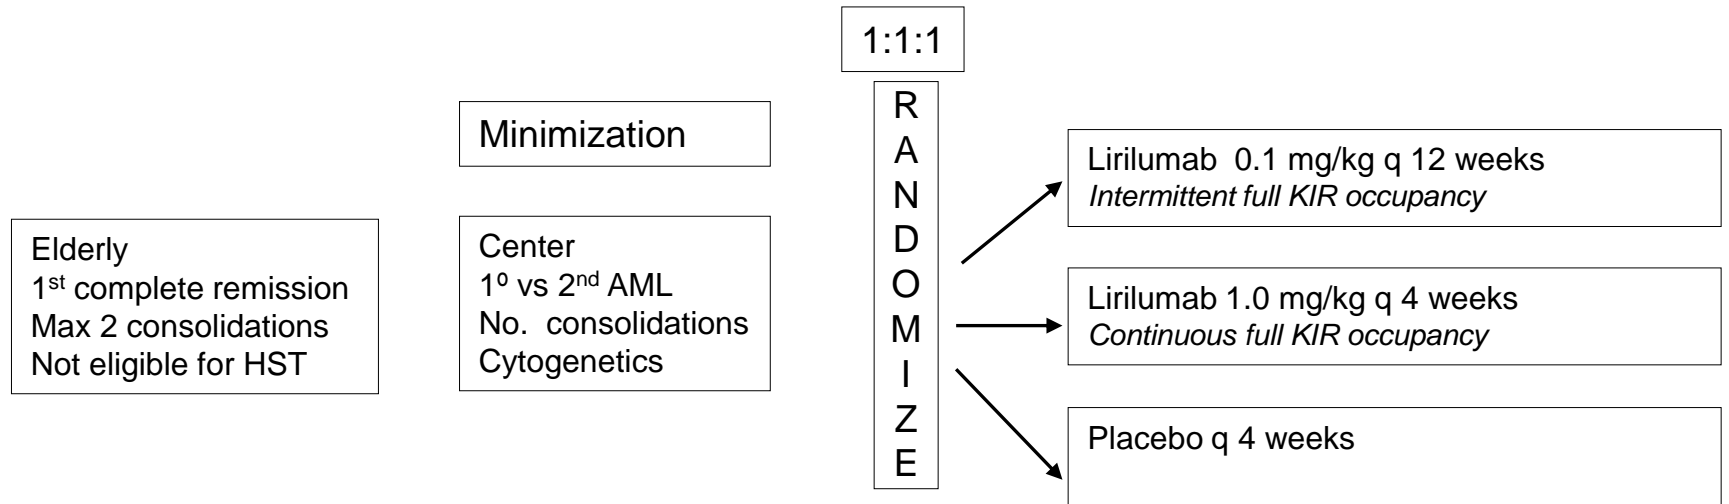 Elderly
1st complete remission
Max 2 consolidations
Not eligible for HST
Minimization
Center
1º vs 2nd AML
No. consolidations
Cytogenetics
1:1:1
R
A
N
D
O
M
I
Z
E
Lirilumab 0.1 mg/kg q 12 weeks
Intermittent full KIR occupancy
Lirilumab 1.0 mg/kg q 4 weeks
Continuous full KIR occupancy
Placebo q 4 weeks